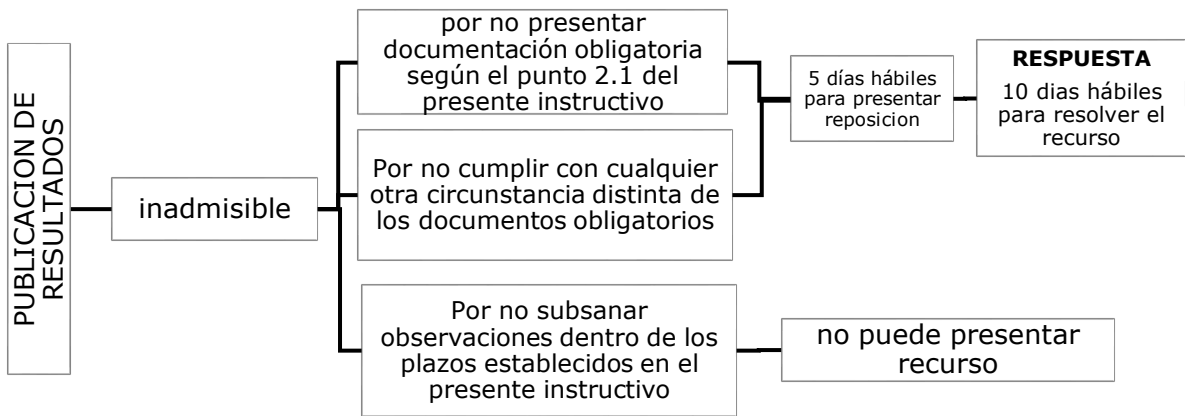 PUBLICACION DE
RESULTADOS
inadmisible
por no presentar
documentación obligatoria
según el punto 2.1 del
presente instructivo
Por no cumplir con cualquier
otra circunstancia distinta de
los documentos obligatorios
5 días hábiles
para presentar
reposicion
RESPUESTA
10 dias hábiles
para resolver el
recurso
Por no subsanar
observaciones dentro de los
plazos establecidos en el
presente instructivo
no puede presentar
recurso